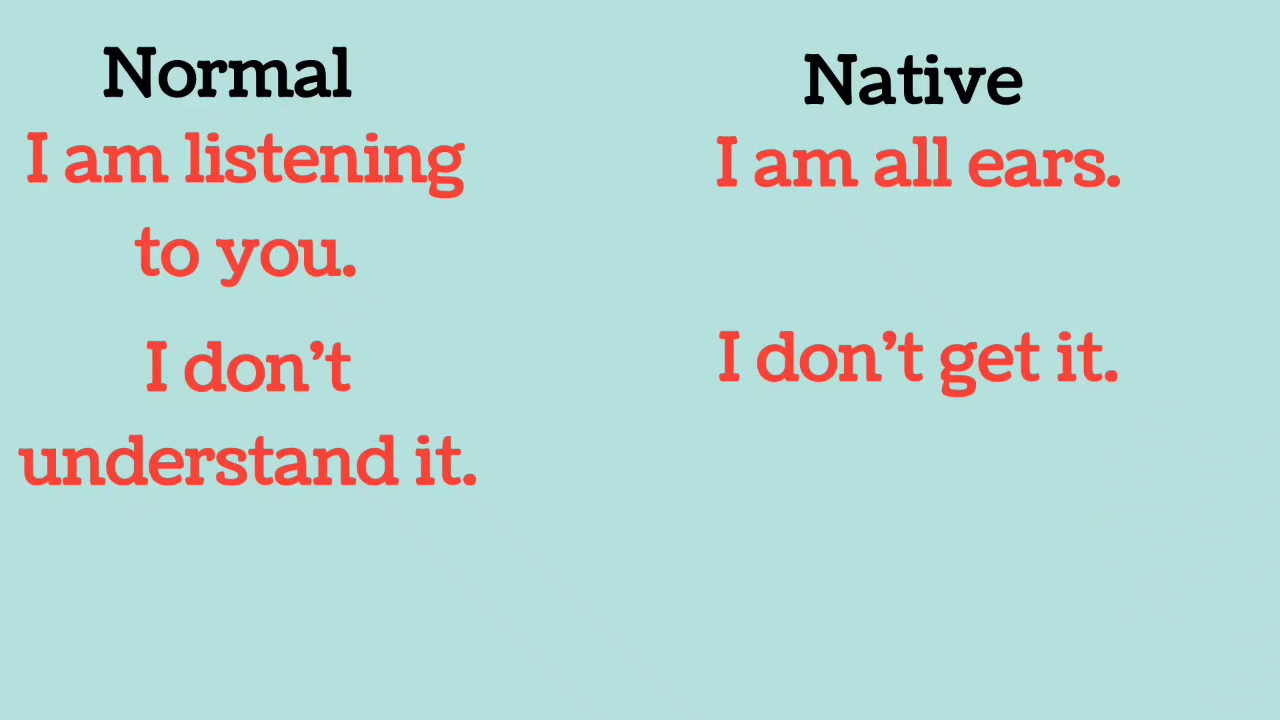 Normal
I am listening
to you.
I don't
understand it.
Native
I am all ears.
I don't get it.